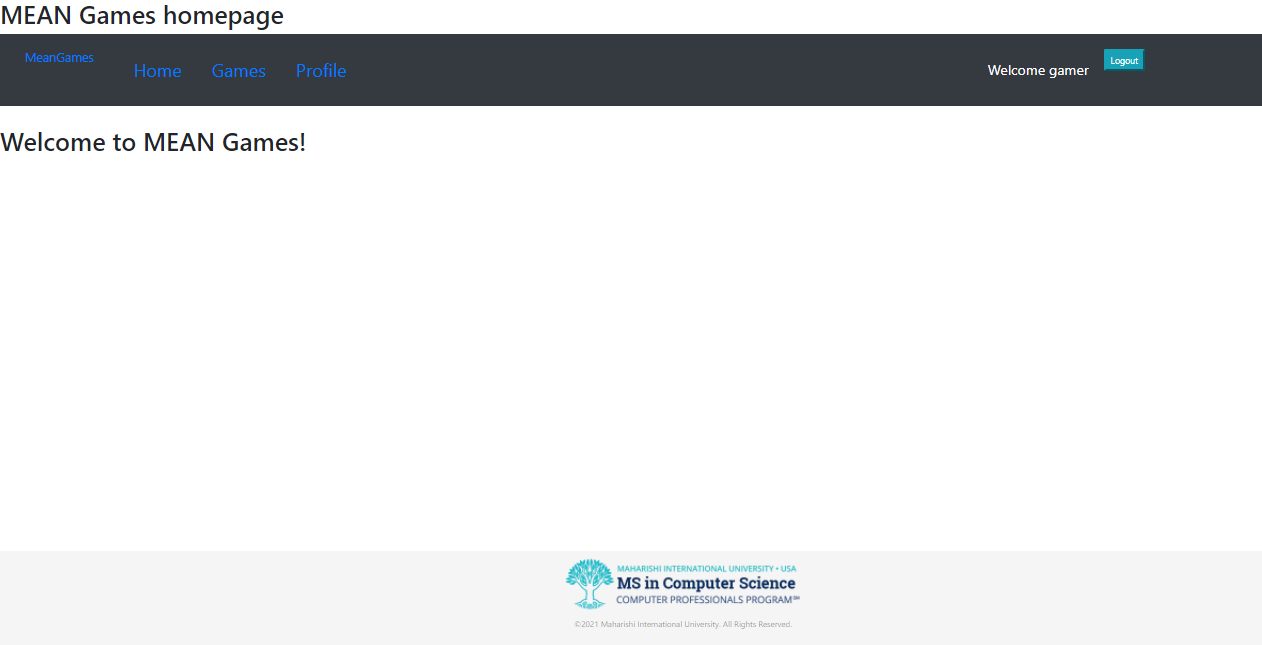 MEAN Games homepage
MeanGames Home Games Profile Welcome gamer Logout
Welcome to MEAN Games!
MAHARISHI INTERNATIONAL UNIVERSITY • USA
MS in Computer Science
COMPUTER PROFESSIONALS PROGRAM℠
©2021 Maharishi International University. All Rights Reserved.